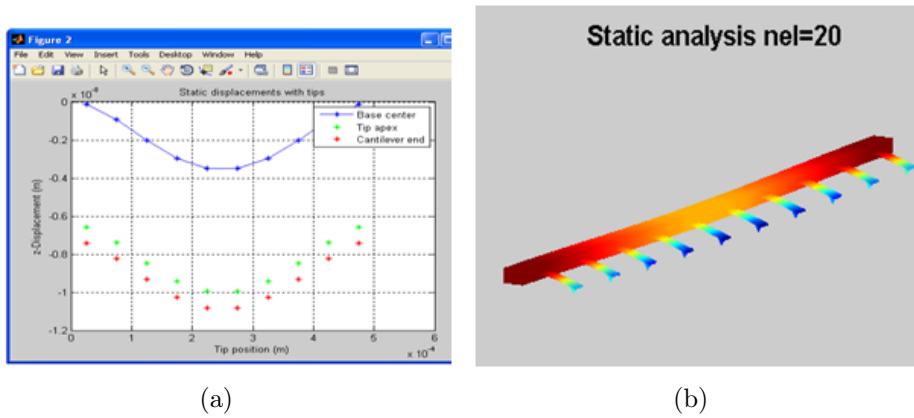 Figure 2
File Edit View Insert Tools Desktop Window Help
× 10⁻⁸
Static displacements with tips
Base center
Tip apex
Cantilever end
z-Displacement (m)
0
-0.2
-0.4
-0.6
-0.8
-1
-1.2
0 1 2 3 4 5 6
Tip position (m)
× 10⁻⁴
(a)
Static analysis nel=20
(b)